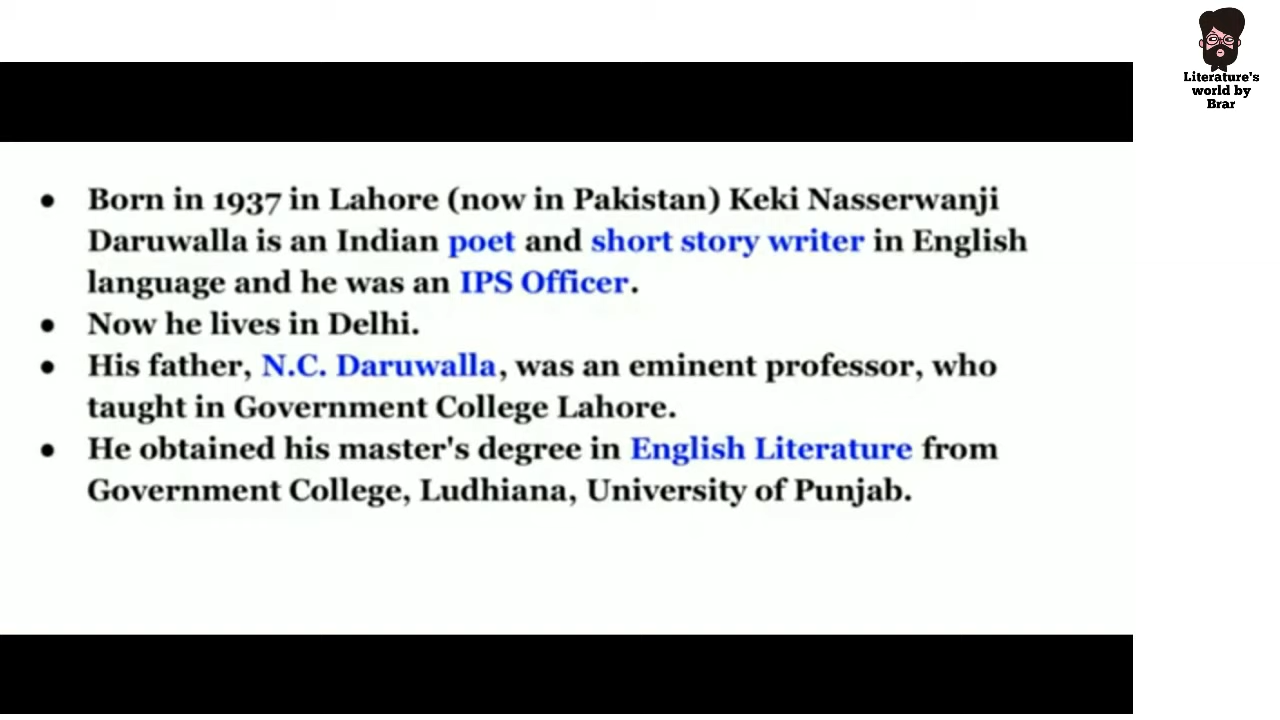 Literature's
world by
Brar
● Born in 1937 in Lahore (now in Pakistan) Keki Nasserwanji
Daruwalla is an Indian poet and short story writer in English
language and he was an IPS Officer.
● Now he lives in Delhi.
● His father, N.C. Daruwalla, was an eminent professor, who
taught in Government College Lahore.
● He obtained his master's degree in English Literature from
Government College, Ludhiana, University of Punjab.